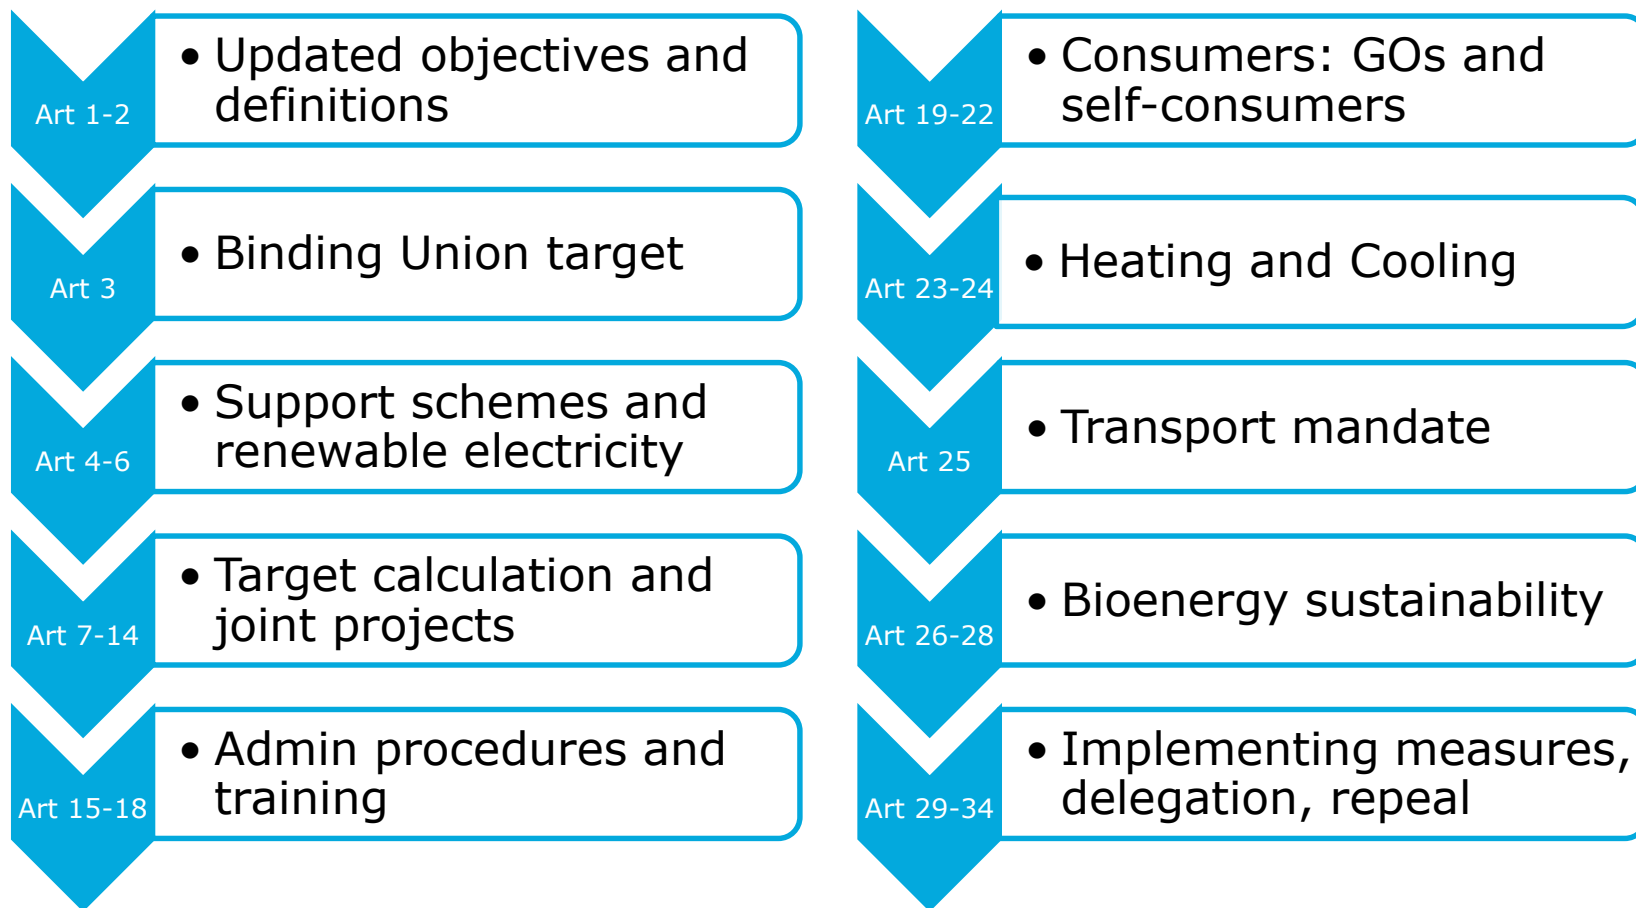 Art 1-2
• Updated objectives and
definitions
Art 3
• Binding Union target
Art 4-6
• Support schemes and
renewable electricity
Art 7-14
• Target calculation and
joint projects
Art 15-18
• Admin procedures and
training
Art 19-22
• Consumers: GOs and
self-consumers
Art 23-24
• Heating and Cooling
Art 25
• Transport mandate
Art 26-28
• Bioenergy sustainability
Art 29-34
• Implementing measures,
delegation, repeal